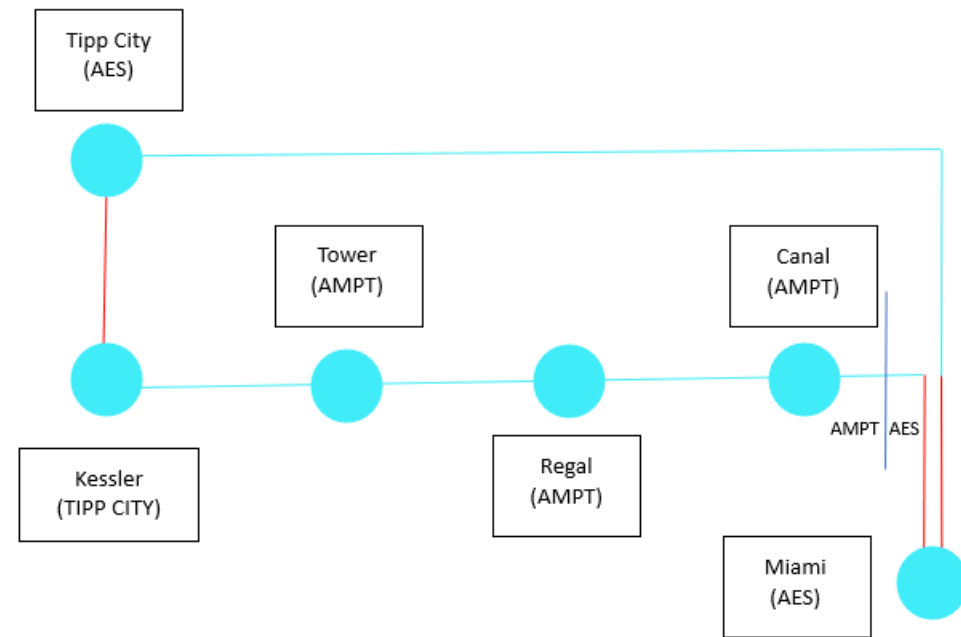 Tipp City
(AES)
Tower
(AMPT)
Canal
(AMPT)
AMPT
AES
Kessler
(TIPP CITY)
Regal
(AMPT)
Miami
(AES)